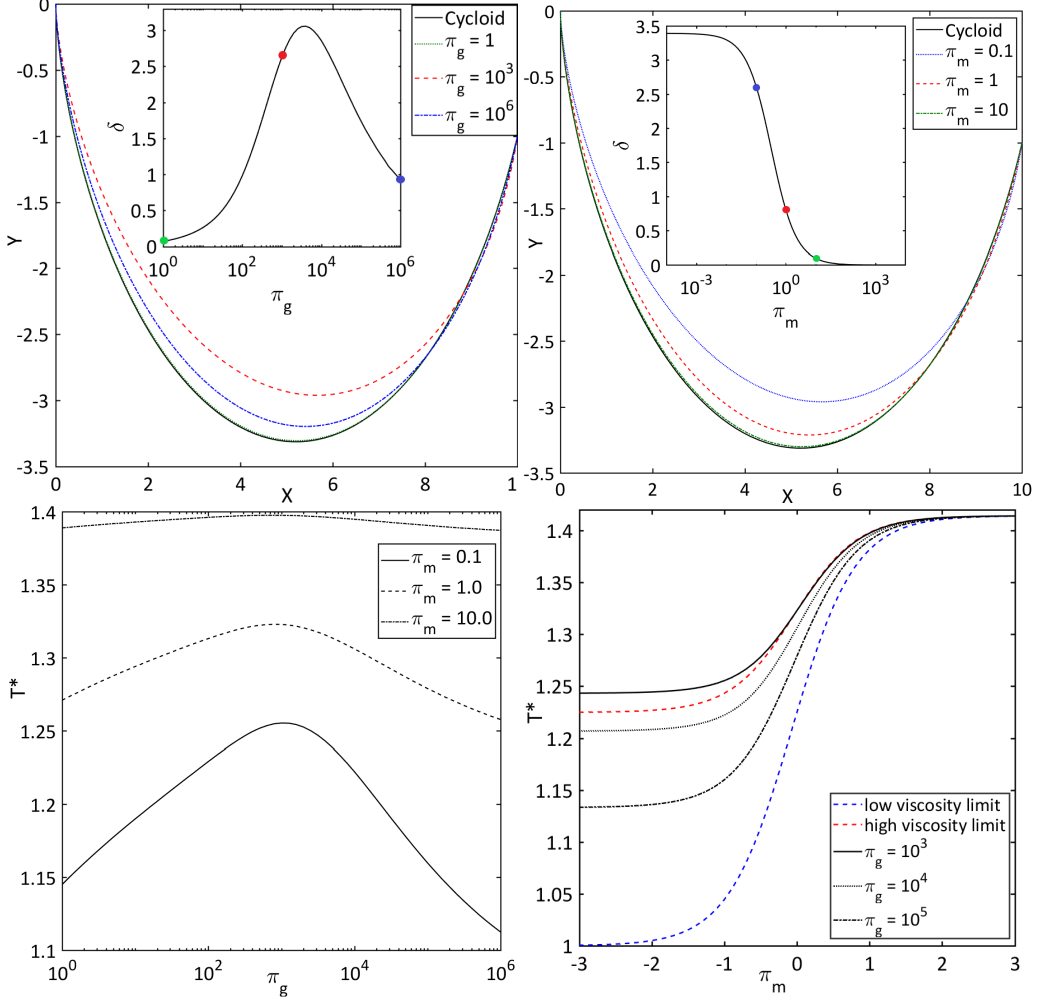 0
-0.5
-1
-1.5
-2
-2.5
-3
-3.5
Y
0
2
4
6
8
1
X
Cycloid
π_g = 1
π_g = 10^3
π_g = 10^6
3
2.5
2
1.5
1
0.5
0
δ
10^0
10^2
10^4
10^6
π_g
0
-0.5
-1
-1.5
-2
-2.5
-3
-3.5
Y
0
2
4
6
8
10
X
Cycloid
π_m = 0.1
π_m = 1
π_m = 10
3.5
3
2.5
2
1.5
1
0.5
0
δ
10^-3
10^0
10^3
π_m
1.4
1.35
1.3
1.25
1.2
1.15
1.1
T*
10^0
10^2
10^4
10^6
π_g
π_m = 0.1
π_m = 1.0
π_m = 10.0
1.4
1.35
1.3
1.25
1.2
1.15
1.1
1.05
1
T*
-3
-2
-1
0
1
2
3
π_m
low viscosity limit
high viscosity limit
π_g = 10^3
π_g = 10^4
π_g = 10^5